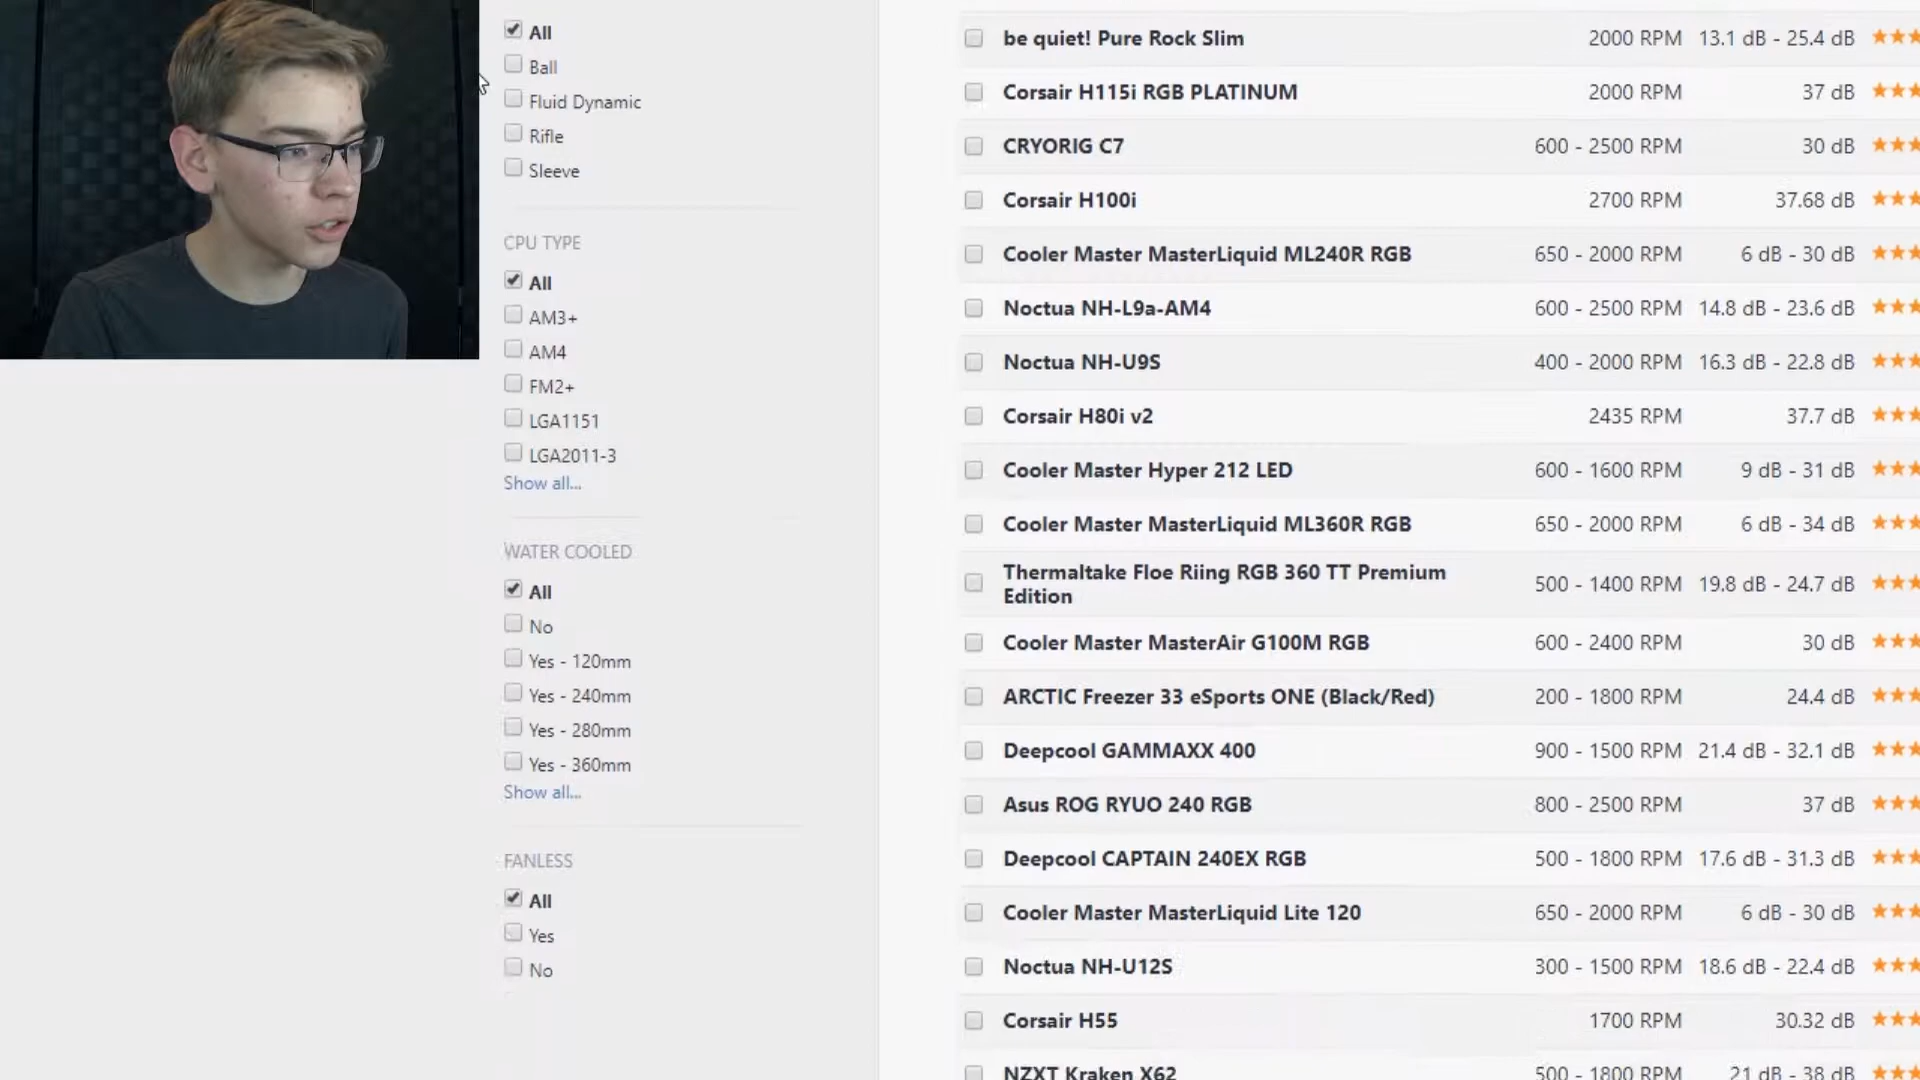 All
Ball
Fluid Dynamic
Rifle
Sleeve
CPU TYPE
All
AM3+
AM4
FM2+
LGA1151
LGA2011-3
Show all...
WATER COOLED
All
No
Yes - 120mm
Yes - 240mm
Yes - 280mm
Yes - 360mm
Show all...
FANLESS
All
Yes
No
be quiet! Pure Rock Slim 2000 RPM 13.1 dB - 25.4 dB
Corsair H115i RGB PLATINUM 2000 RPM 37 dB
CRYORIG C7 600 - 2500 RPM 30 dB
Corsair H100i 2700 RPM 37.68 dB
Cooler Master MasterLiquid ML240R RGB 650 - 2000 RPM 6 dB - 30 dB
Noctua NH-L9a-AM4 600 - 2500 RPM 14.8 dB - 23.6 dB
Noctua NH-U9S 400 - 2000 RPM 16.3 dB - 22.8 dB
Corsair H80i v2 2435 RPM 37.7 dB
Cooler Master Hyper 212 LED 600 - 1600 RPM 9 dB - 31 dB
Cooler Master MasterLiquid ML360R RGB 650 - 2000 RPM 6 dB - 34 dB
Thermaltake Floe Riing RGB 360 TT Premium
Edition 500 - 1400 RPM 19.8 dB - 24.7 dB
Cooler Master MasterAir G100M RGB 600 - 2400 RPM 30 dB
ARCTIC Freezer 33 eSports ONE (Black/Red) 200 - 1800 RPM 24.4 dB
Deepcool GAMMAXX 400 900 - 1500 RPM 21.4 dB - 32.1 dB
Asus ROG RYUO 240 RGB 800 - 2500 RPM 37 dB
Deepcool CAPTAIN 240EX RGB 500 - 1800 RPM 17.6 dB - 31.3 dB
Cooler Master MasterLiquid Lite 120 650 - 2000 RPM 6 dB - 30 dB
Noctua NH-U12S 300 - 1500 RPM 18.6 dB - 22.4 dB
Corsair H55 1700 RPM 30.32 dB
NZXT Kraken X62 500 - 1800 RPM 21 dB - 38 dB